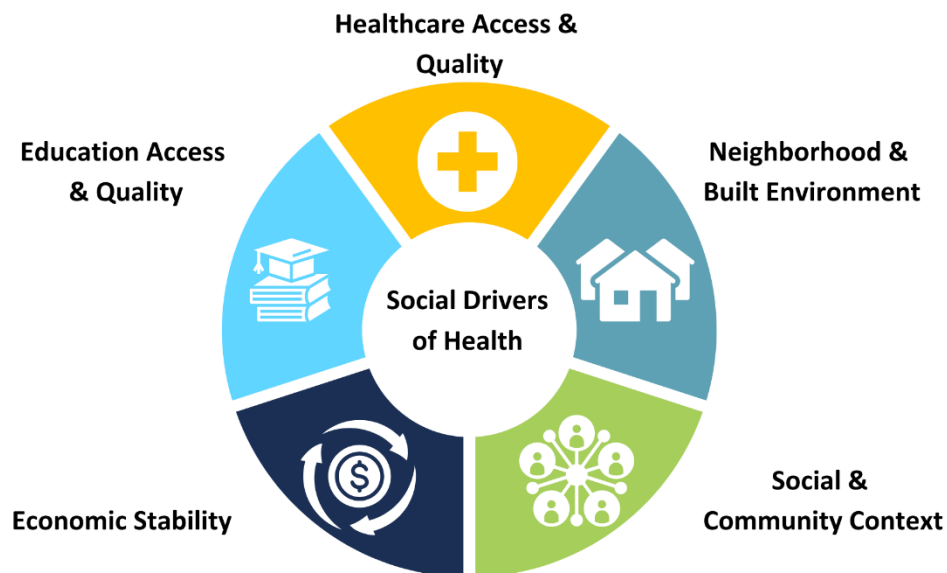 Healthcare Access &
Quality
Education Access
& Quality
Neighborhood &
Built Environment
Social Drivers
of Health
$
Economic Stability
Social &
Community Context